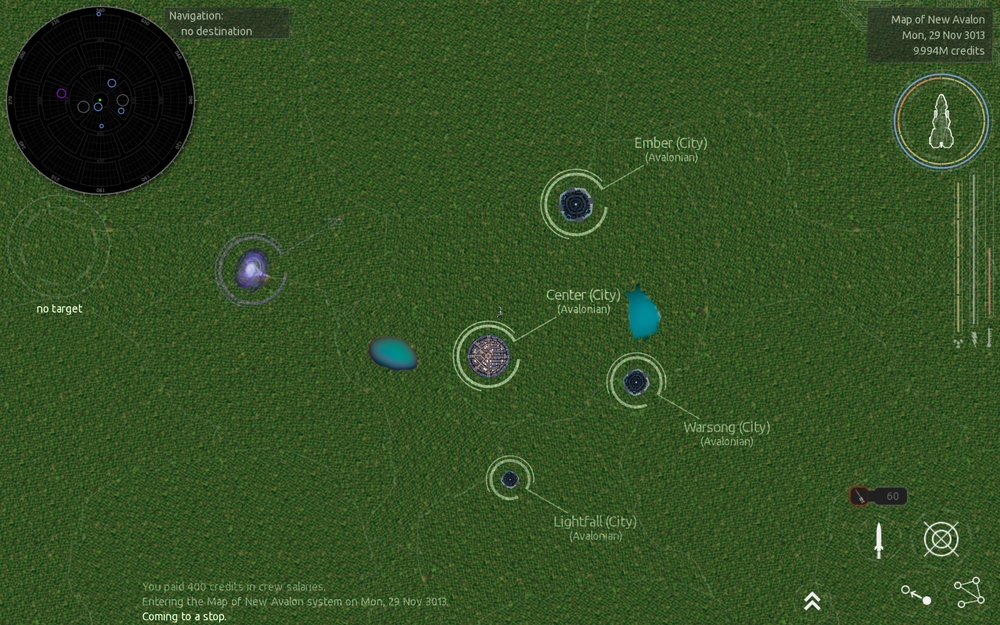 Navigation:
no destination
Map of New Avalon
Mon, 29 Nov 3013
9.994M credits
Ember (City)
(Avalonian)
Center (City)
(Avalonian)
no target
Warsong (City)
(Avalonian)
60
Lightfall (City)
(Avalonian)
You paid 400 credits in crew salaries.
Entering the Map of New Avalon system on Mon, 29 Nov 3013.
Coming to a stop.